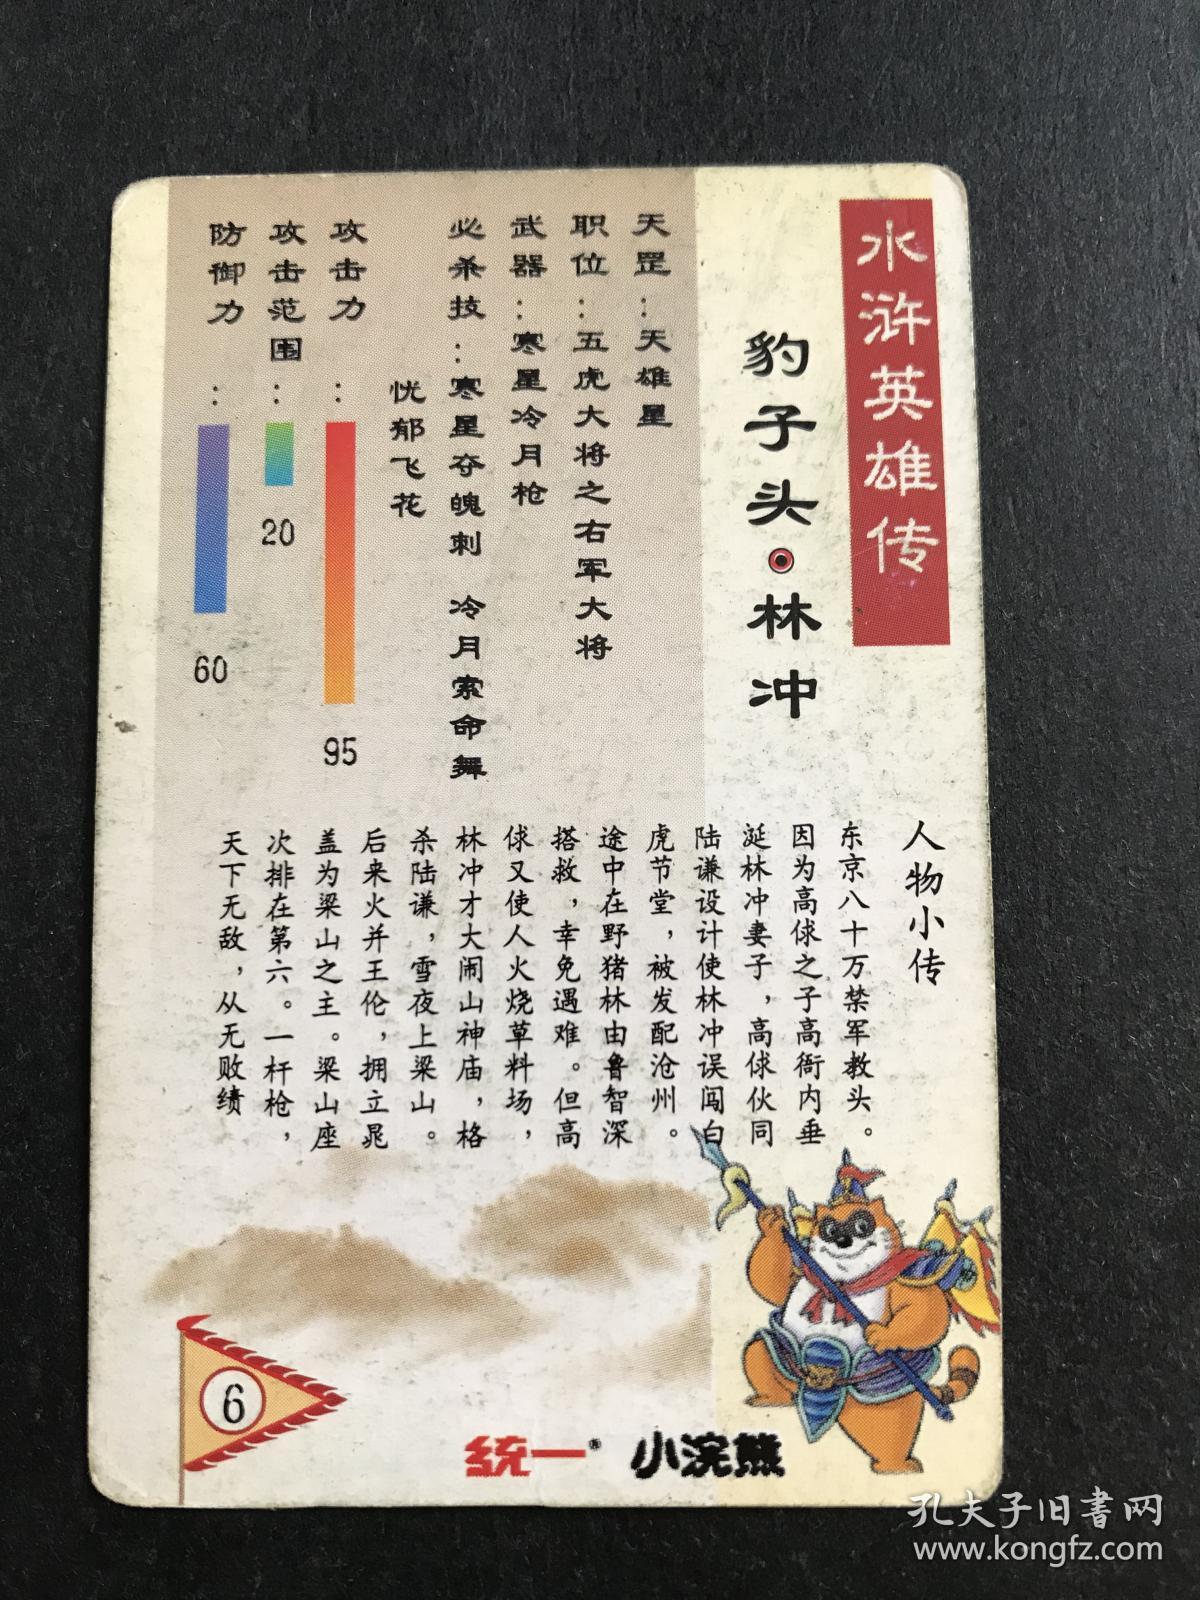 水浒英雄传
豹子头·林冲
天罡：天雄星
职位：五虎大将之右军大将
武器：寒星冷月枪
必杀技：寒星夺魄刺 冷月索命舞
忧郁飞花
攻击力：
95
攻击范围：
20
防御力：
60
人物小传
东京八十万禁军教头。
因为高俅之子高衙内垂
涎林冲妻子，高俅伙同
陆谦设计使林冲误闯白
虎节堂，被发配沧州。
途中在野猪林由鲁智深
搭救，幸免遇难。但高
俅又使人火烧草料场，
林冲才大闹山神庙，格
杀陆谦，雪夜上梁山。
后来火并王伦，拥立晁
盖为梁山之主。梁山座
次排在第六。一杆枪，
天下无敌，从无败绩
6
统一® 小浣熊
孔夫子旧书网
www.kongfz.com